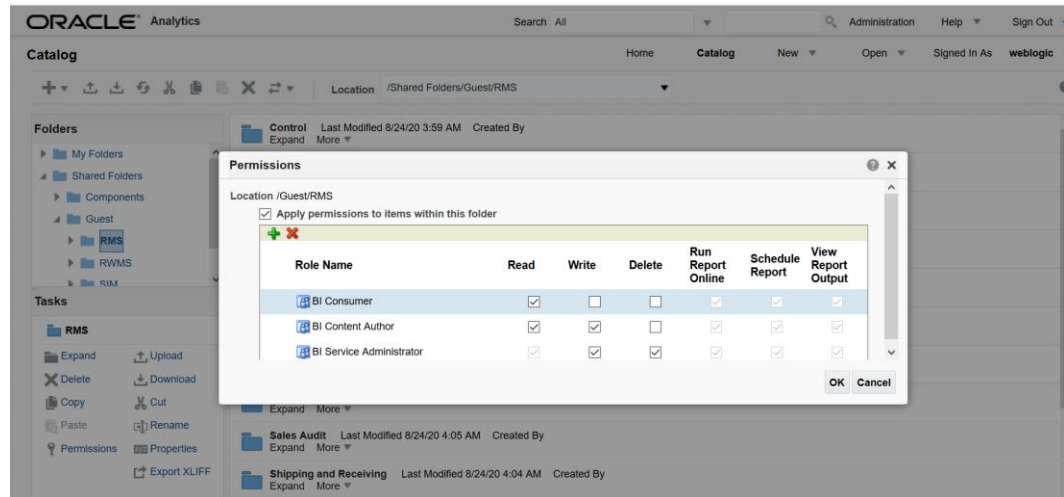 ORACLE Analytics Search All Administration Help Sign Out
Catalog Home Catalog New Open Signed In As weblogic
Location /Shared Folders/Guest/RMS
Folders
My Folders
Shared Folders
Components
Guest
RMS
RWMS
SIM
Tasks
RMS
Expand Upload
Delete Download
Copy Cut
Paste Rename
Permissions Properties
Export XLIFF
Control Last Modified 8/24/20 3:59 AM Created By
Expand More
Permissions
Location /Guest/RMS
Apply permissions to items within this folder
Role Name Read Write Delete Run Report Online Schedule Report View Report Output
BI Consumer
BI Content Author
BI Service Administrator
OK Cancel
Expand More
Sales Audit Last Modified 8/24/20 4:05 AM Created By
Expand More
Shipping and Receiving Last Modified 8/24/20 4:04 AM Created By
Expand More